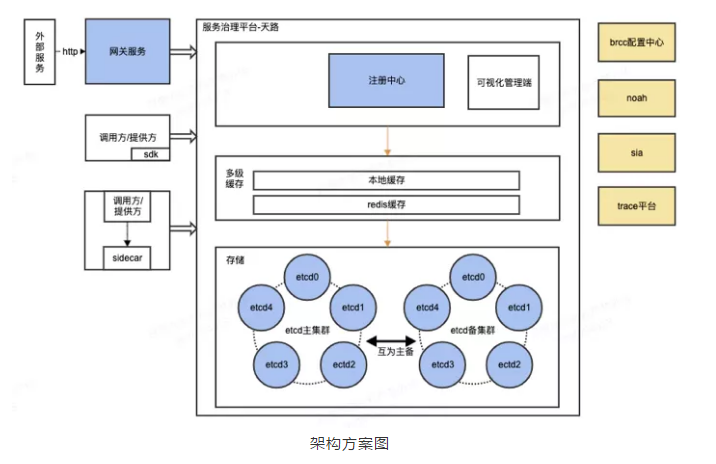 外
部
服
务
http
网关服务
调用方/提供方
sdk
调用方/
提供方
sidecar
服务治理平台-天路
注册中心
可视化管理端
多级
缓存
本地缓存
redis缓存
存储
etcd0
etcd4
etcd1
etcd主集群
etcd3
ectd2
互为主备
etcd0
etcd4
etcd1
etcd备集群
etcd3
ectd2
brcc配置中心
noah
sia
trace平台
架构方案图